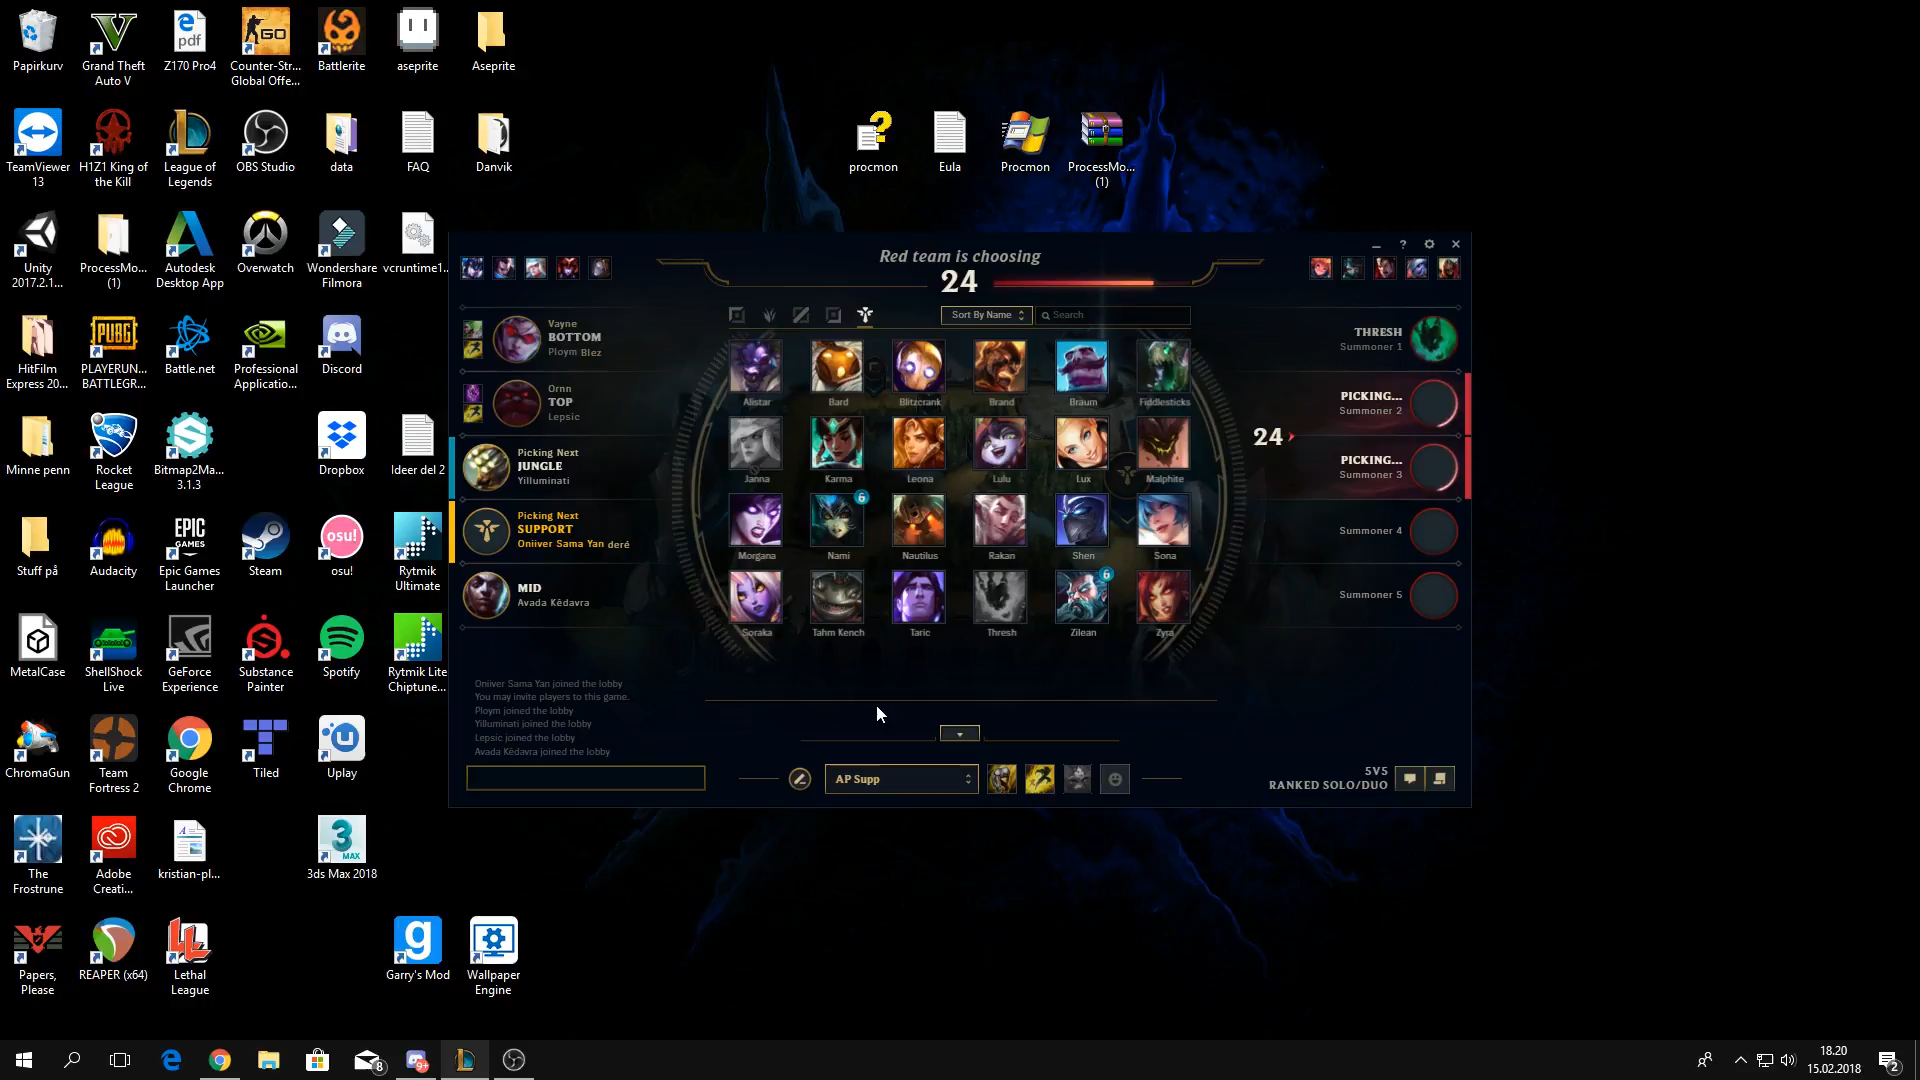 Papirkurv
Grand Theft
Auto V
Z170 Pro4
Counter-Str...
Global Offe...
Battlerite
aseprite
Aseprite
TeamViewer
13
H1Z1 King of
the Kill
League of
Legends
OBS Studio
data
FAQ
Danvik
procmon
Eula
Procmon
ProcessMo...
(1)
Unity
2017.2.1...
ProcessMo...
(1)
Autodesk
Desktop App
Overwatch
Wondershare
Filmora
vcruntime1...
HitFilm
Express 20...
PLAYERUN...
BATTLEGR...
Battle.net
Professional
Applicatio...
Discord
Minne penn
Rocket
League
Bitmap2Ma...
3.1.3
Dropbox
Ideer del 2
Stuff på
Audacity
Epic Games
Launcher
Steam
osu!
Rytmik
Ultimate
MetalCase
ShellShock
Live
GeForce
Experience
Substance
Painter
Spotify
Rytmik Lite
Chiptune...
ChromaGun
Team
Fortress 2
Google
Chrome
Tiled
Uplay
The
Frostrune
Adobe
Creati...
kristian-pl...
3ds Max 2018
Papers,
Please
REAPER (x64)
Lethal
League
Garry's Mod
Wallpaper
Engine
Red team is choosing
24
Sort By Name
Search
Vayne
BOTTOM
Ploym Blez
Ornn
TOP
Lepsic
Picking Next
JUNGLE
Yilluminati
Picking Next
SUPPORT
Oniiver Sama Yan deré
MID
Avada Kêdavra
Alistar
Bard
Blitzcrank
Brand
Braum
Fiddlesticks
Janna
Karma
Leona
Lulu
Lux
Malphite
Morgana
6
Nami
Nautilus
Rakan
Shen
Sona
Soraka
Tahm Kench
Taric
Thresh
6
Zilean
Zyra
THRESH
Summoner 1
PICKING...
Summoner 2
24
PICKING...
Summoner 3
Summoner 4
Summoner 5
Oniiver Sama Yan joined the lobby
You may invite players to this game.
Ploym joined the lobby
Yilluminati joined the lobby
Lepsic joined the lobby
Avada Kêdavra joined the lobby
AP Supp
5V5
RANKED SOLO/DUO
8
9+
18.20
15.02.2018
2